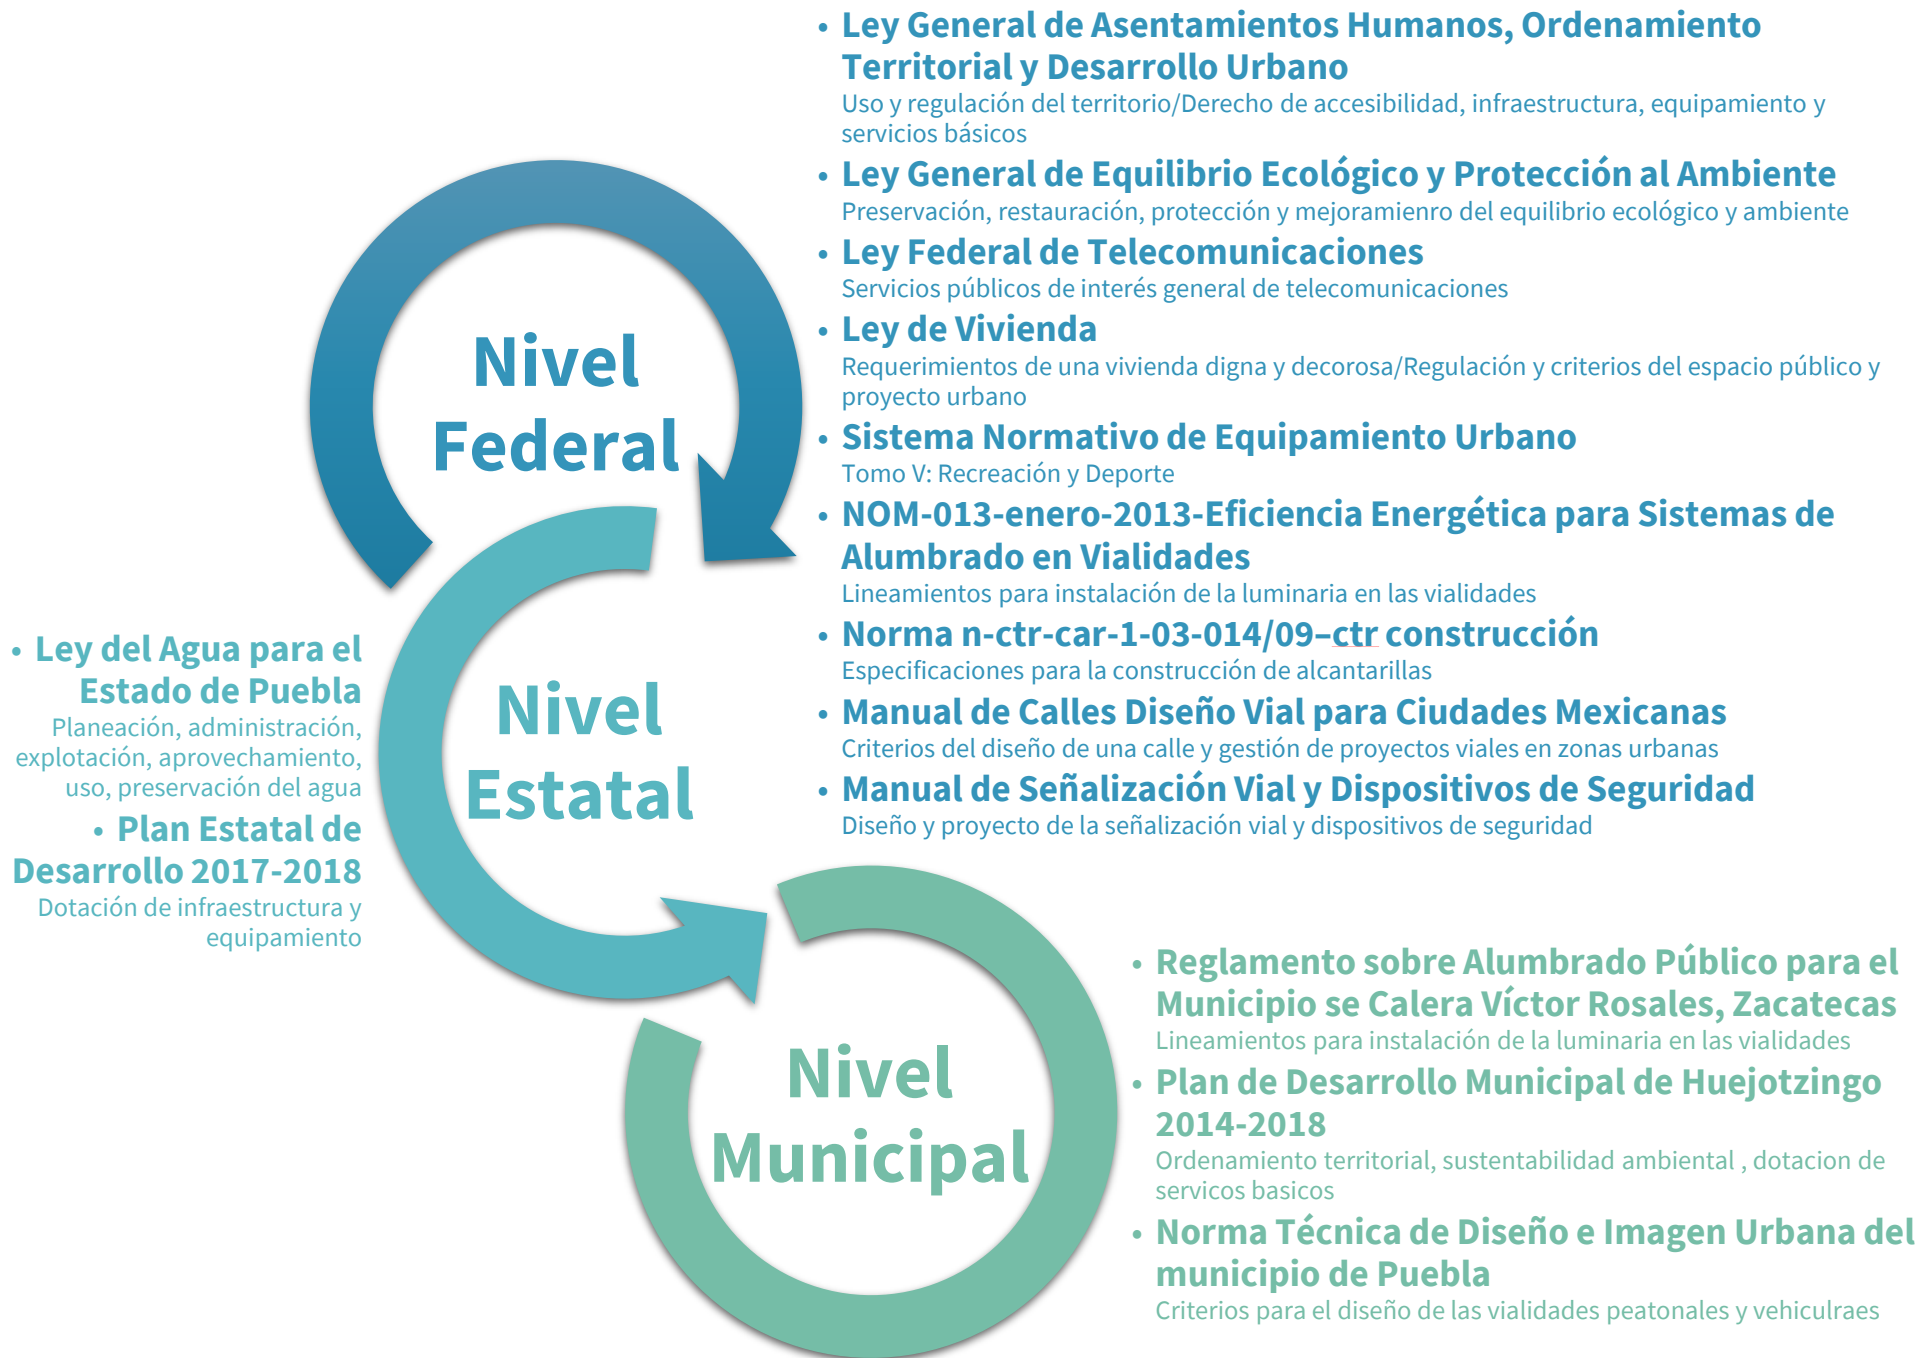 Nivel
Federal
• Ley General de Asentamientos Humanos, Ordenamiento
Territorial y Desarrollo Urbano
Uso y regulación del territorio/Derecho de accesibilidad, infraestructura, equipamiento y
servicios básicos
• Ley General de Equilibrio Ecológico y Protección al Ambiente
Preservación, restauración, protección y mejoramienro del equilibrio ecológico y ambiente
• Ley Federal de Telecomunicaciones
Servicios públicos de interés general de telecomunicaciones
• Ley de Vivienda
Requerimientos de una vivienda digna y decorosa/Regulación y criterios del espacio público y
proyecto urbano
• Sistema Normativo de Equipamiento Urbano
Tomo V: Recreación y Deporte
• NOM-013-enero-2013-Eficiencia Energética para Sistemas de
Alumbrado en Vialidades
Lineamientos para instalación de la luminaria en las vialidades
• Norma n-ctr-car-1-03-014/09–ctr construcción
Especificaciones para la construcción de alcantarillas
• Manual de Calles Diseño Vial para Ciudades Mexicanas
Criterios del diseño de una calle y gestión de proyectos viales en zonas urbanas
• Manual de Señalización Vial y Dispositivos de Seguridad
Diseño y proyecto de la señalización vial y dispositivos de seguridad
Nivel
Estatal
• Ley del Agua para el
Estado de Puebla
Planeación, administración,
explotación, aprovechamiento,
uso, preservación del agua
• Plan Estatal de
Desarrollo 2017-2018
Dotación de infraestructura y
equipamiento
Nivel
Municipal
• Reglamento sobre Alumbrado Público para el
Municipio se Calera Víctor Rosales, Zacatecas
Lineamientos para instalación de la luminaria en las vialidades
• Plan de Desarrollo Municipal de Huejotzingo
2014-2018
Ordenamiento territorial, sustentabilidad ambiental , dotacion de
servicos basicos
• Norma Técnica de Diseño e Imagen Urbana del
municipio de Puebla
Criterios para el diseño de las vialidades peatonales y vehiculraes